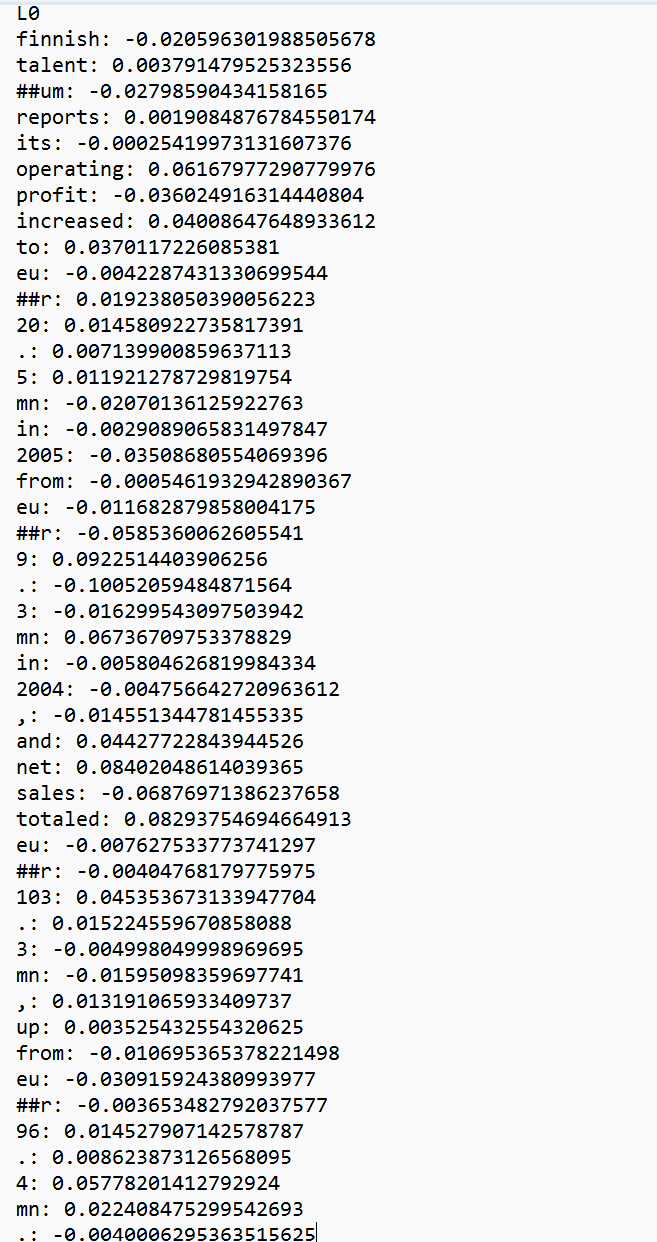 L0
finnish: -0.020596301988505678
talent: 0.003791479525323556
##um: -0.02798590434158165
reports: 0.0019084876784550174
its: -0.00025419973131607376
operating: 0.06167977290779976
profit: -0.036024916314440804
increased: 0.04008647648933612
to: 0.0370117226085381
eu: -0.0042287431330699544
##r: 0.019238050390056223
20: 0.014580922735817391
.: 0.007139900859637113
5: 0.011921278729819754
mn: -0.02070136125922763
in: -0.0029089065831497847
2005: -0.03508680554069396
from: -0.0005461932942890367
eu: -0.011682879858004175
##r: -0.0585360062605541
9: 0.0922514403906256
.: -0.10052059484871564
3: -0.016299543097503942
mn: 0.06736709753378829
in: -0.005804626819984334
2004: -0.004756642720963612
,: -0.014551344781455335
and: 0.04427722843944526
net: 0.08402048614039365
sales: -0.06876971386237658
totaled: 0.08293754694664913
eu: -0.007627533773741297
##r: -0.00404768179775975
103: 0.045353673133947704
.: 0.015224559670858088
3: -0.004998049998969695
mn: -0.01595098359697741
,: 0.013191065933409737
up: 0.003525432554320625
from: -0.010695365378221498
eu: -0.030915924380993977
##r: -0.003653482792037577
96: 0.014527907142578787
.: 0.008623873126568095
4: 0.05778201412792924
mn: 0.022408475299542693
.: -0.0040006295363515625